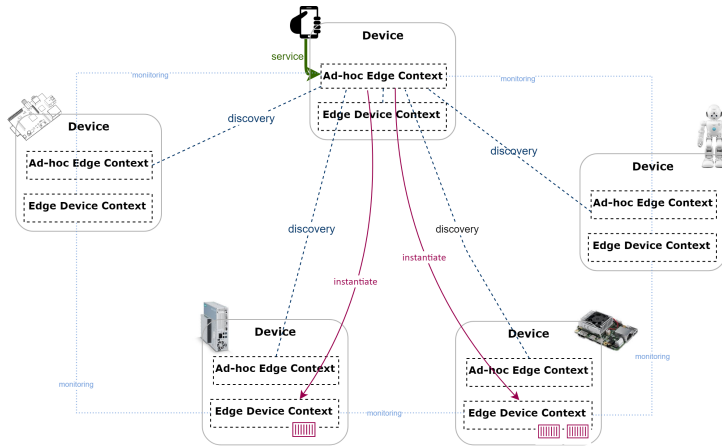 Device
service
Ad-hoc Edge Context
moniitoring
monitoring
Edge Device Context
discovery
Device
Ad-hoc Edge Context
Edge Device Context
discovery
Device
Ad-hoc Edge Context
Edge Device Context
discovery
discovery
instantiate
instantiate
Device
Ad-hoc Edge Context
Edge Device Context
Device
Ad-hoc Edge Context
Edge Device Context
monitoring
monitoring
monitoring